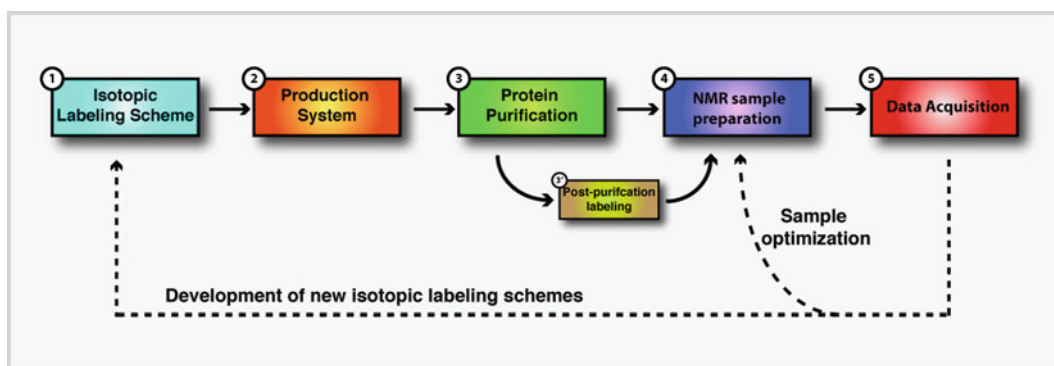 1
Isotopic
Labeling Scheme
2
Production
System
3
Protein
Purification
4
NMR sample
preparation
5
Data Acquisition
3'
Post-purifcation
labeling
Sample
optimization
Development of new isotopic labeling schemes